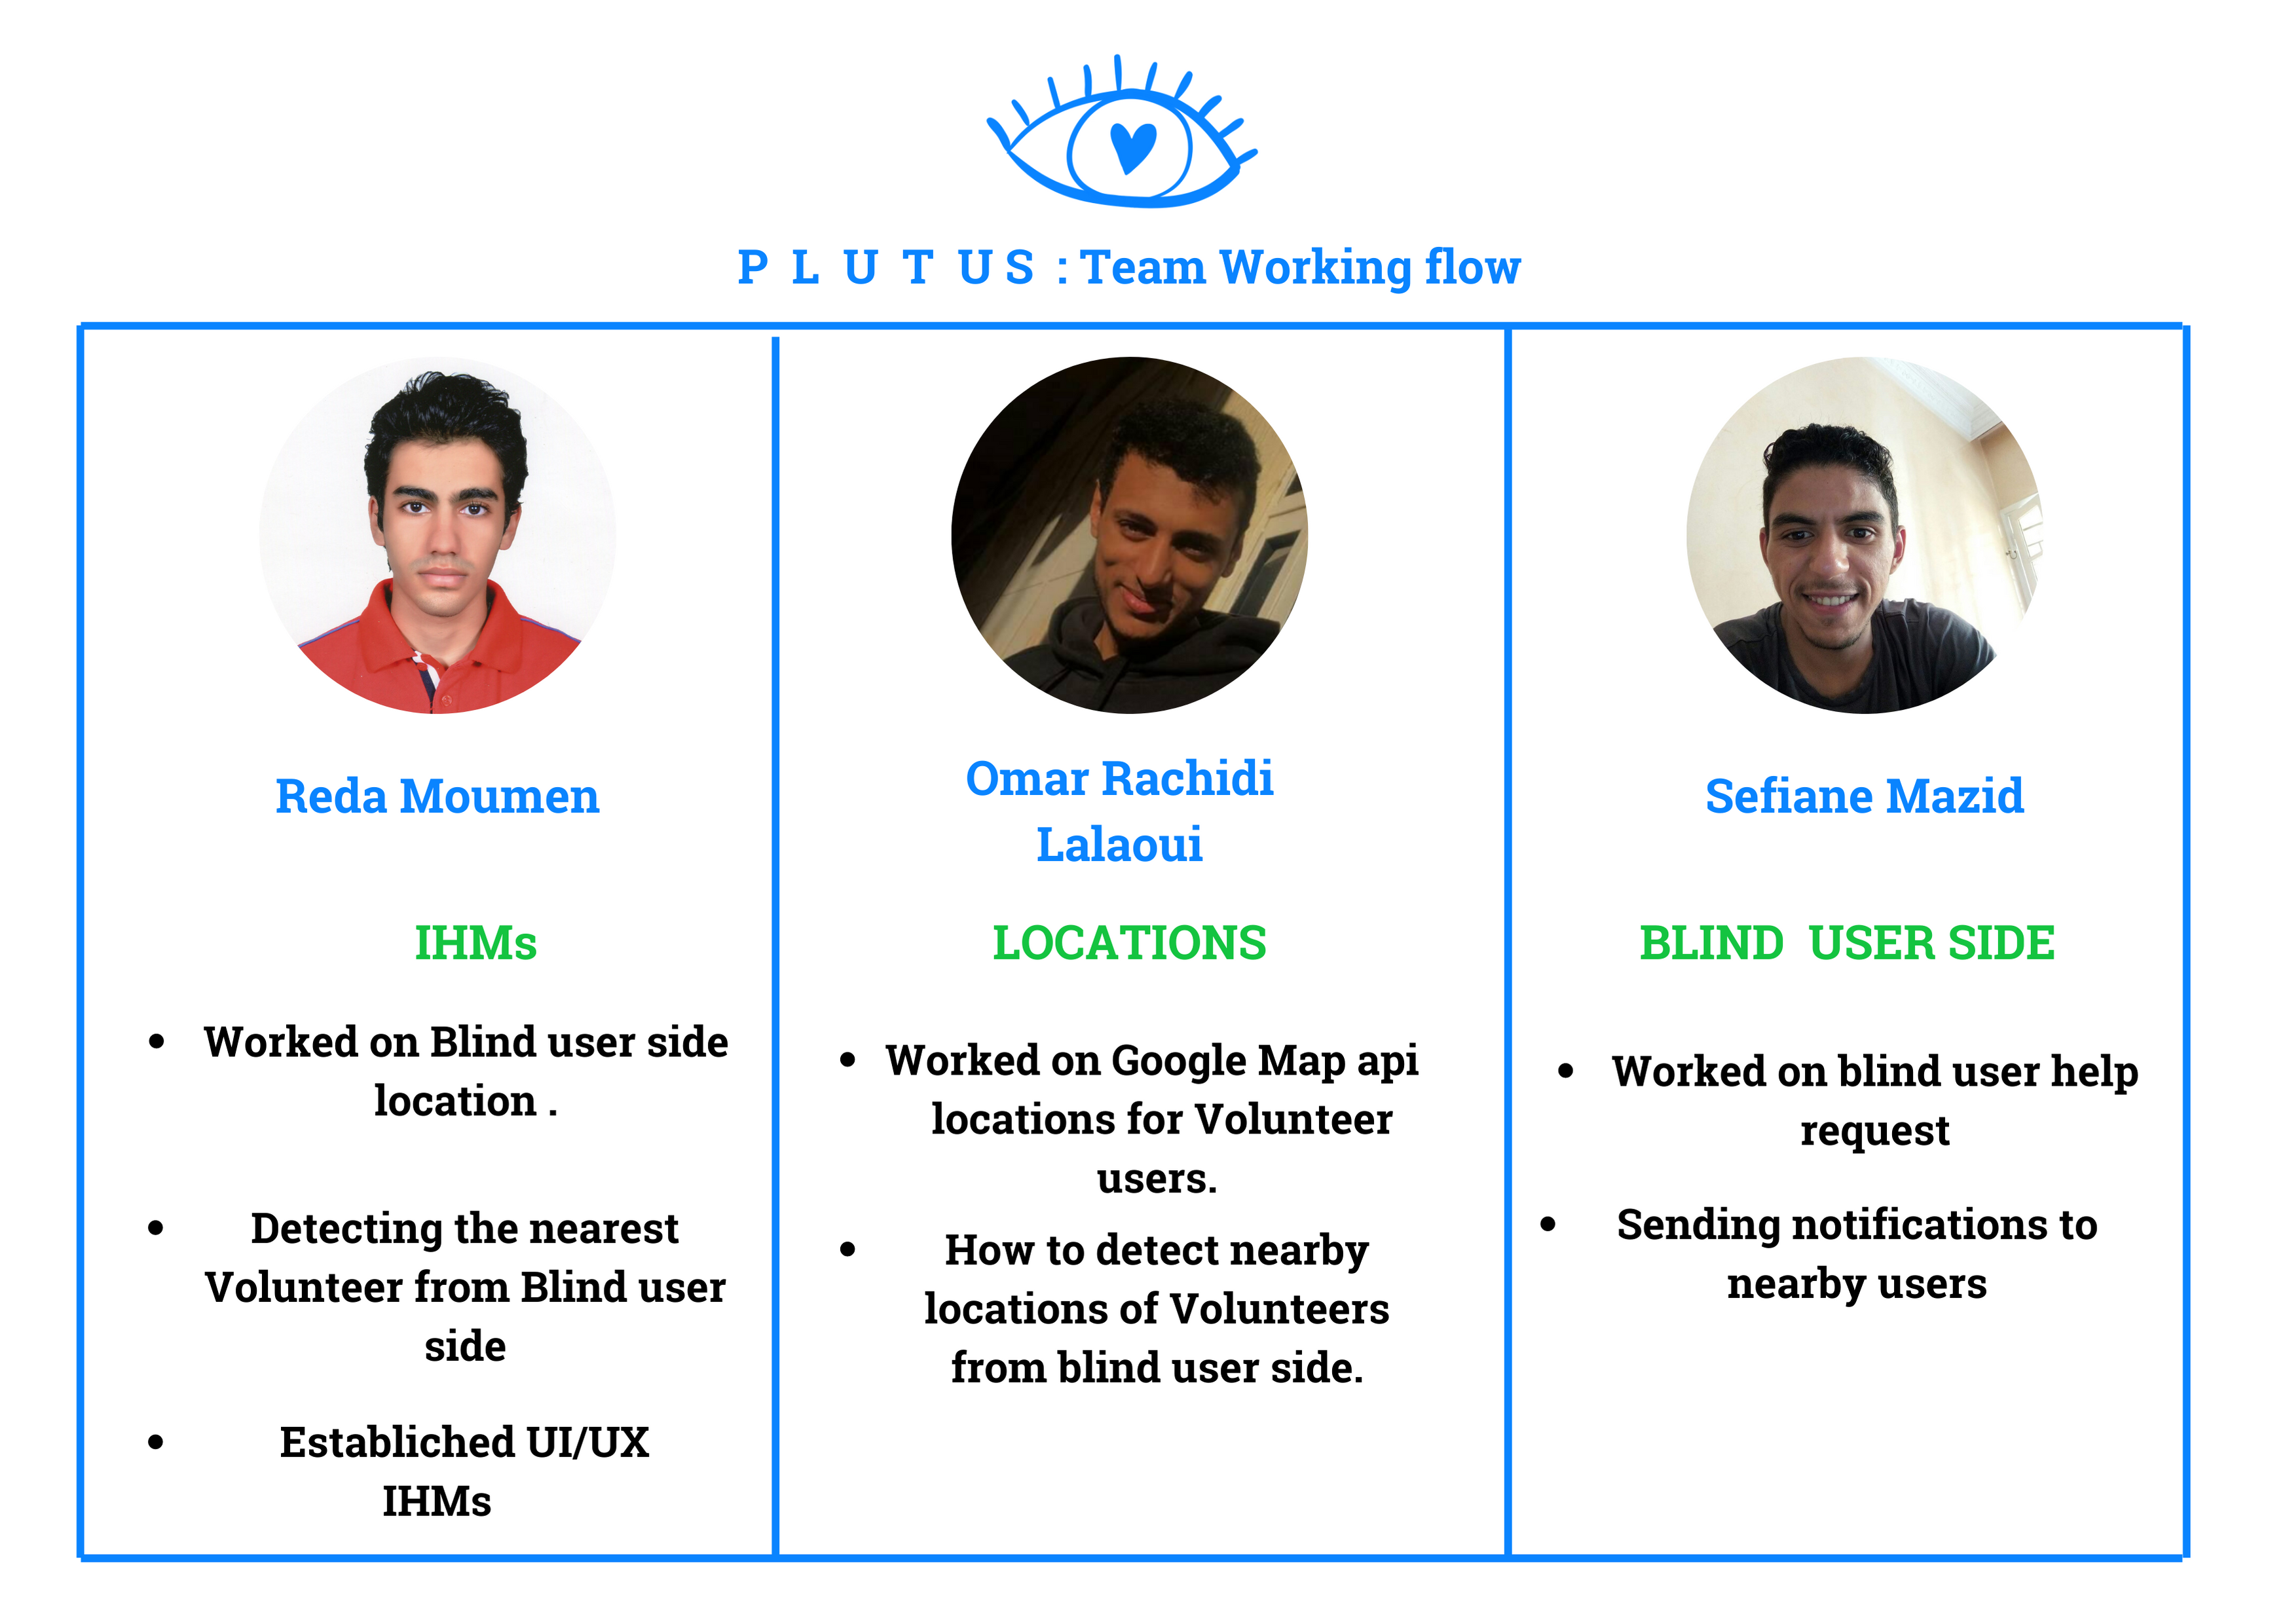 P L U T U S : Team Working flow
Reda Moumen
IHMs
• Worked on Blind user side
location .
• Detecting the nearest
Volunteer from Blind user
side
• Establiched UI/UX
IHMs
Omar Rachidi
Lalaoui
LOCATIONS
• Worked on Google Map api
locations for Volunteer
users.
• How to detect nearby
locations of Volunteers
from blind user side.
Sefiane Mazid
BLIND USER SIDE
• Worked on blind user help
request
• Sending notifications to
nearby users